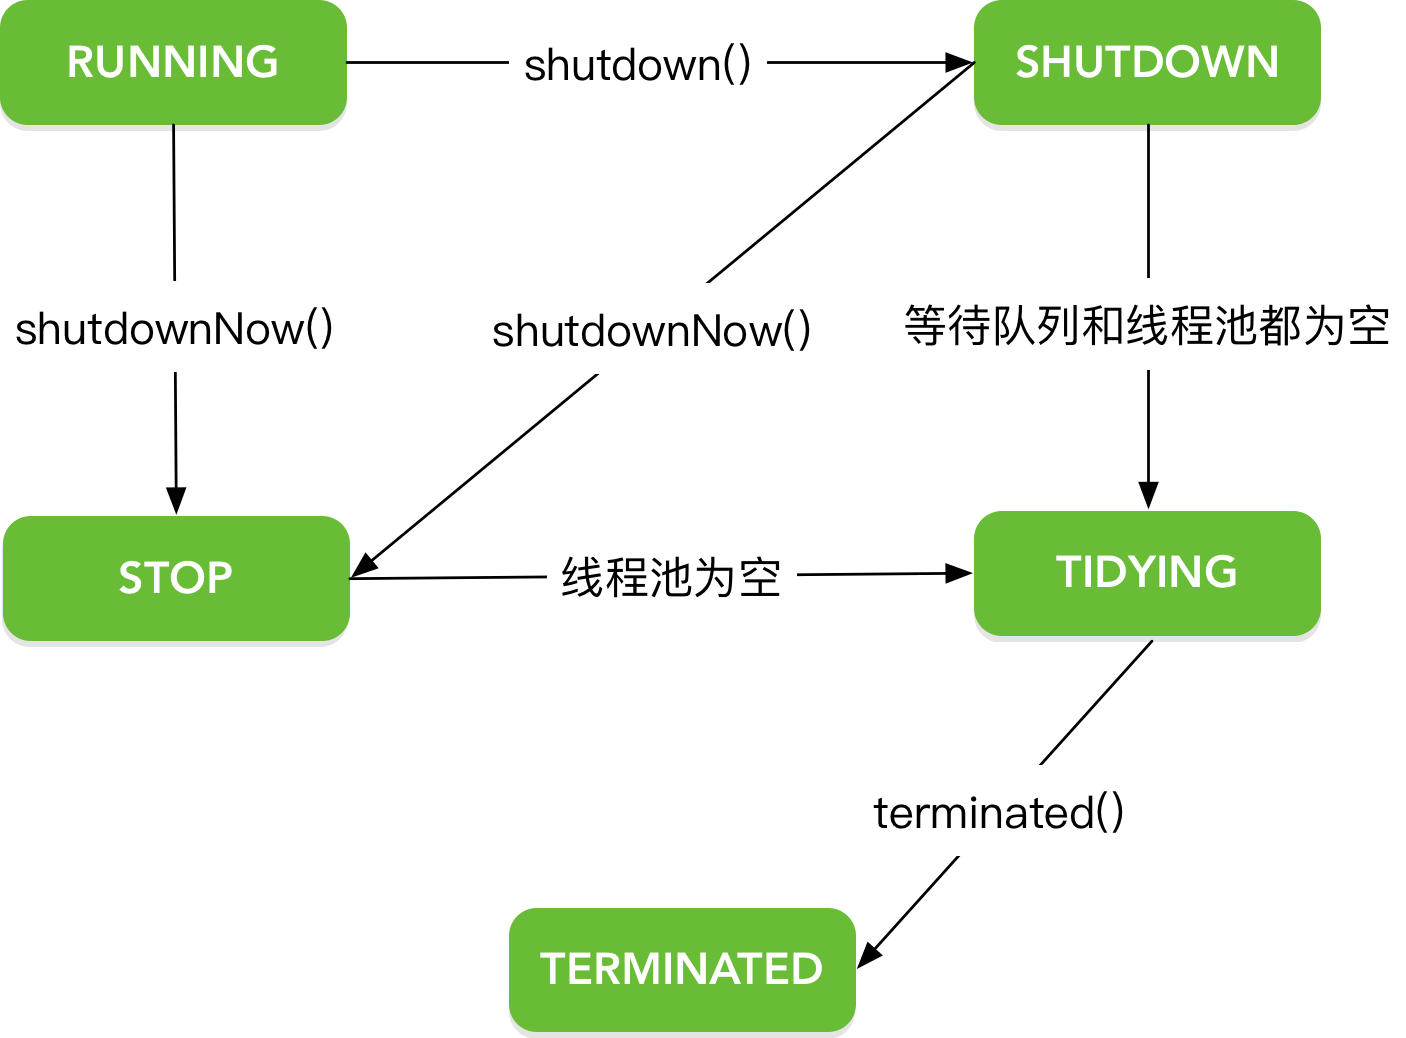 RUNNING
shutdown()
SHUTDOWN
shutdownNow()
shutdownNow()
等待队列和线程池都为空
STOP
线程池为空
TIDYING
terminated()
TERMINATED